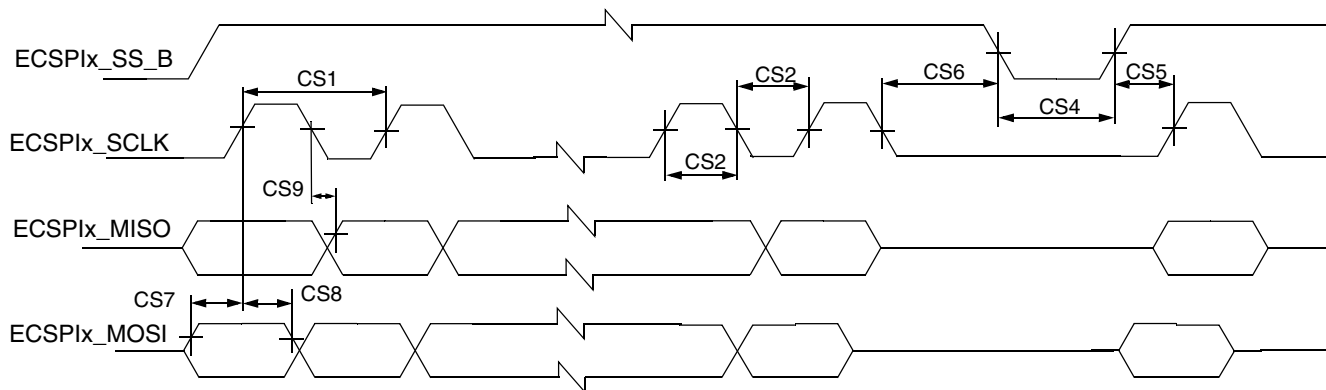 ECSPIx_SS_B
CS1
CS2
CS6
CS5
CS4
ECSPIx_SCLK
CS2
CS9
ECSPIx_MISO
CS7
CS8
ECSPIx_MOSI